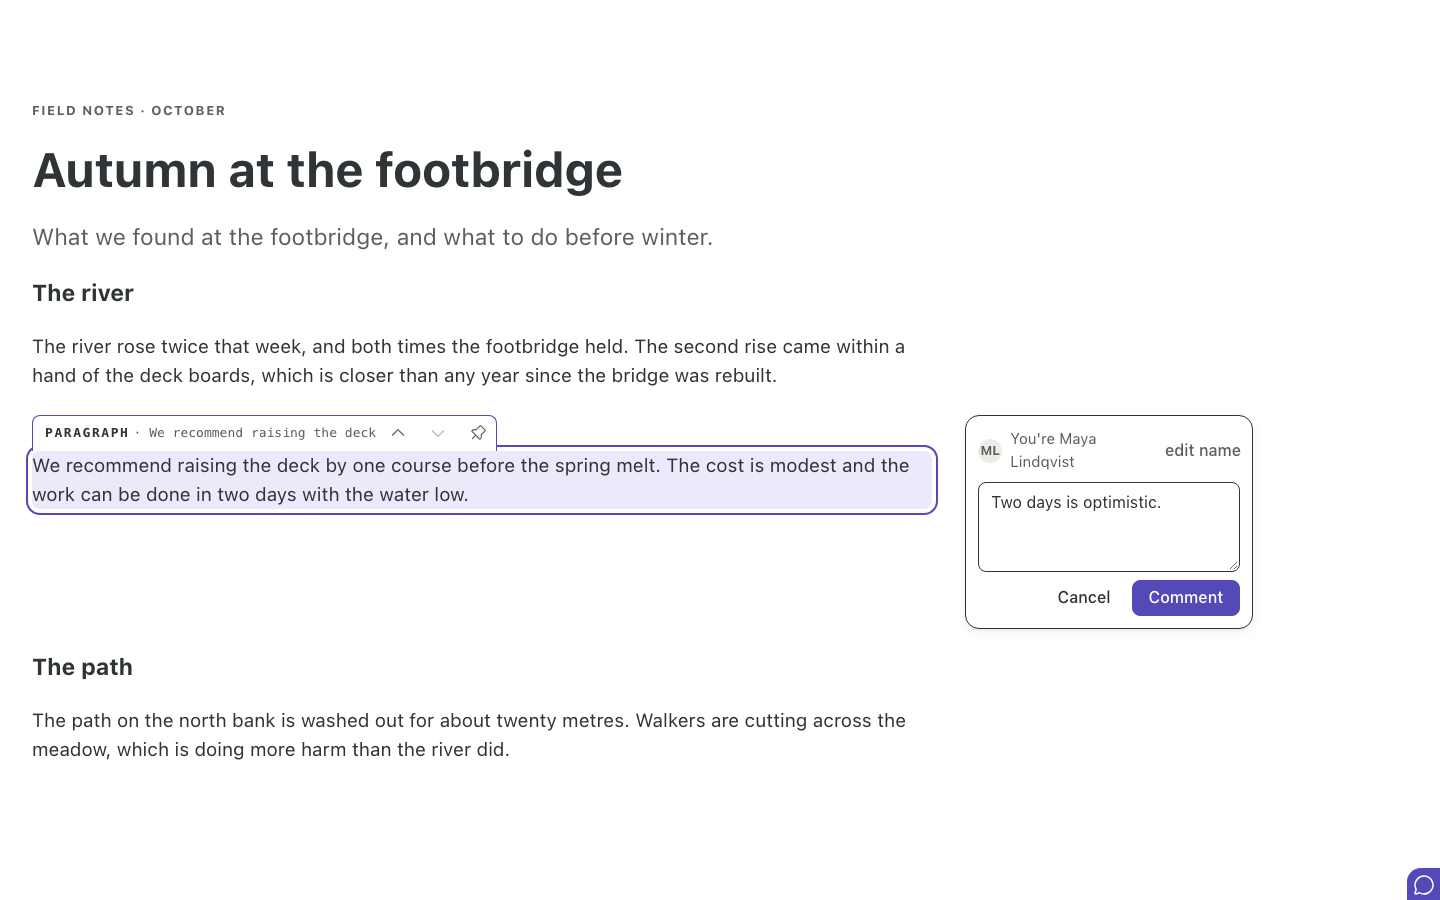 FIELD NOTES · OCTOBER
Autumn at the footbridge
What we found at the footbridge, and what to do before winter.
The river
The river rose twice that week, and both times the footbridge held. The second rise came within a
hand of the deck boards, which is closer than any year since the bridge was rebuilt.
PARAGRAPH · We recommend raising the deck
We recommend raising the deck by one course before the spring melt. The cost is modest and the
work can be done in two days with the water low.
ML
You're Maya
Lindqvist
edit name
Two days is optimistic.
Cancel
Comment
The path
The path on the north bank is washed out for about twenty metres. Walkers are cutting across the
meadow, which is doing more harm than the river did.